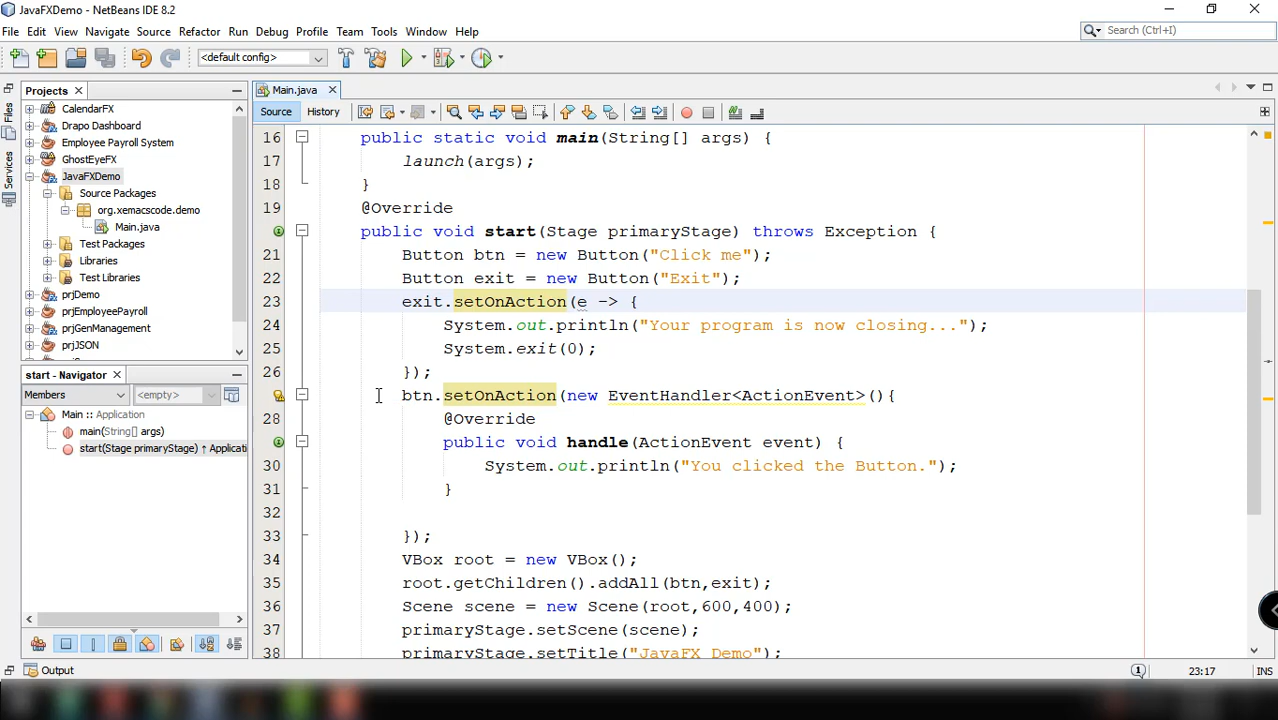 JavaFXDemo - NetBeans IDE 8.2
File Edit View Navigate Source Refactor Run Debug Profile Team Tools Window Help
Search (Ctrl+I)
<default config>
Projects
Main.java
Source History
CalendarFX
Drapo Dashboard
Employee Payroll System
GhostEyeFX
JavaFXDemo
Source Packages
org.xemacscode.demo
Main.java
Test Packages
Libraries
Test Libraries
prjDemo
prjEmployeePayroll
prjGenManagement
prjJSON
Files
Services
start - Navigator
Members <empty>
Main :: Application
main(String[] args)
start(Stage primaryStage) ↑ Applicati
16 public static void main(String[] args) {
17 launch(args);
18 }
19 @Override
public void start(Stage primaryStage) throws Exception {
21 Button btn = new Button("Click me");
22 Button exit = new Button("Exit");
23 exit.setOnAction(e -> {
24 System.out.println("Your program is now closing...");
25 System.exit(0);
26 });
btn.setOnAction(new EventHandler<ActionEvent>(){
28 @Override
public void handle(ActionEvent event) {
30 System.out.println("You clicked the Button.");
31 }
32
33 });
34 VBox root = new VBox();
35 root.getChildren().addAll(btn,exit);
36 Scene scene = new Scene(root,600,400);
37 primaryStage.setScene(scene);
38 primaryStage.setTitle("JavaFX Demo");
Output
1
23:17
INS